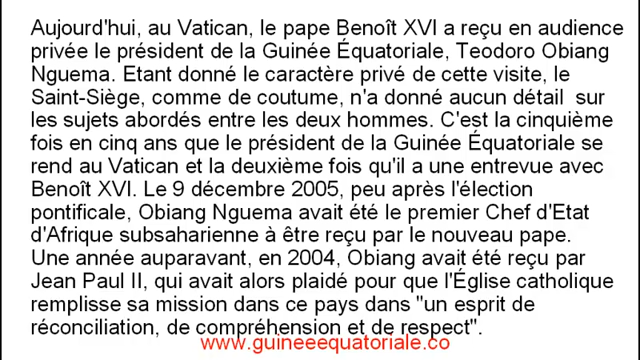 Aujourd'hui, au Vatican, le pape Benoît XVI a reçu en audience
privée le président de la Guinée Équatoriale, Teodoro Obiang
Nguema. Etant donné le caractère privé de cette visite, le
Saint-Siège, comme de coutume, n'a donné aucun détail  sur
les sujets abordés entre les deux hommes. C'est la cinquième
fois en cinq ans que le président de la Guinée Équatoriale se
rend au Vatican et la deuxième fois qu'il a une entrevue avec
Benoît XVI. Le 9 décembre 2005, peu après l'élection
pontificale, Obiang Nguema avait été le premier Chef d'Etat
d'Afrique subsaharienne à être reçu par le nouveau pape.
Une année auparavant, en 2004, Obiang avait été reçu par
Jean Paul II, qui avait alors plaidé pour que l'Église catholique
remplisse sa mission dans ce pays dans "un esprit de
réconciliation, de compréhension et de respect".
www.guineeequatoriale.co